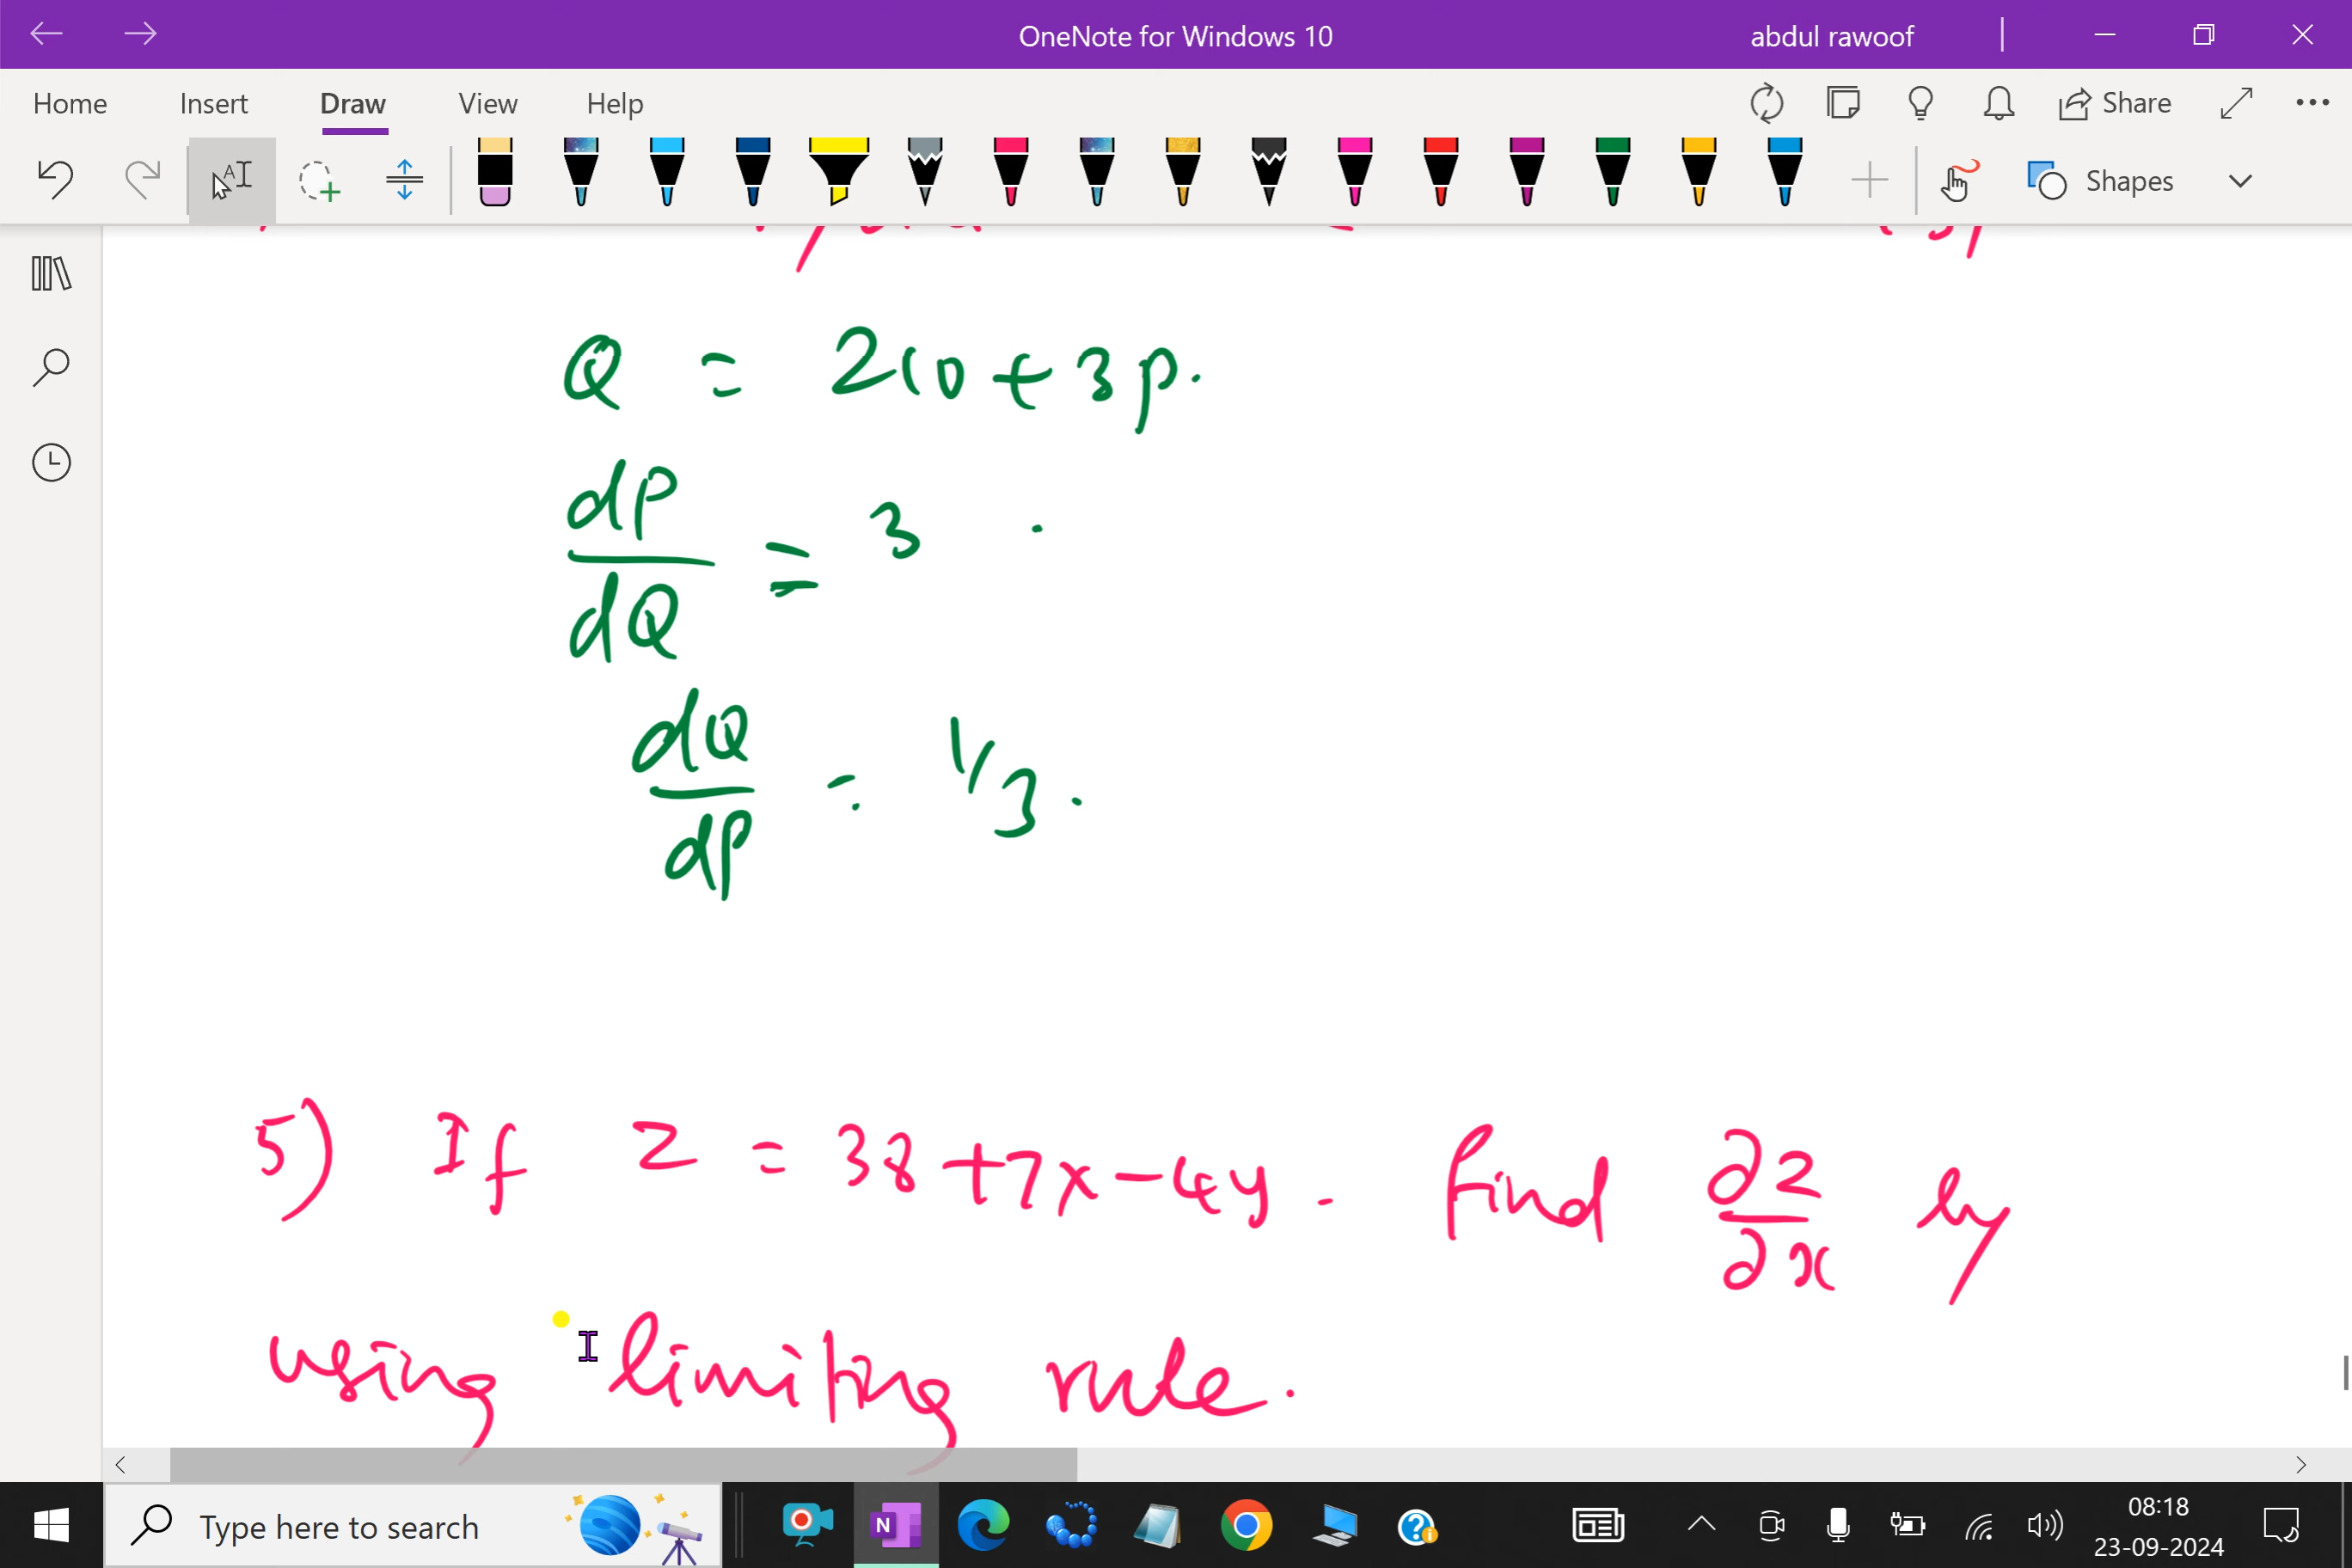 OneNote for Windows 10
abdul rawoof
Home Insert Draw View Help
Share
Shapes
Q = 210 + 3p.
dP/dQ = 3 .
dQ/dP = 1/3.
5) If Z = 38 + 7x - 4y. Find ∂z/∂x by
using limiting rule.
Type here to search
08:18
23-09-2024